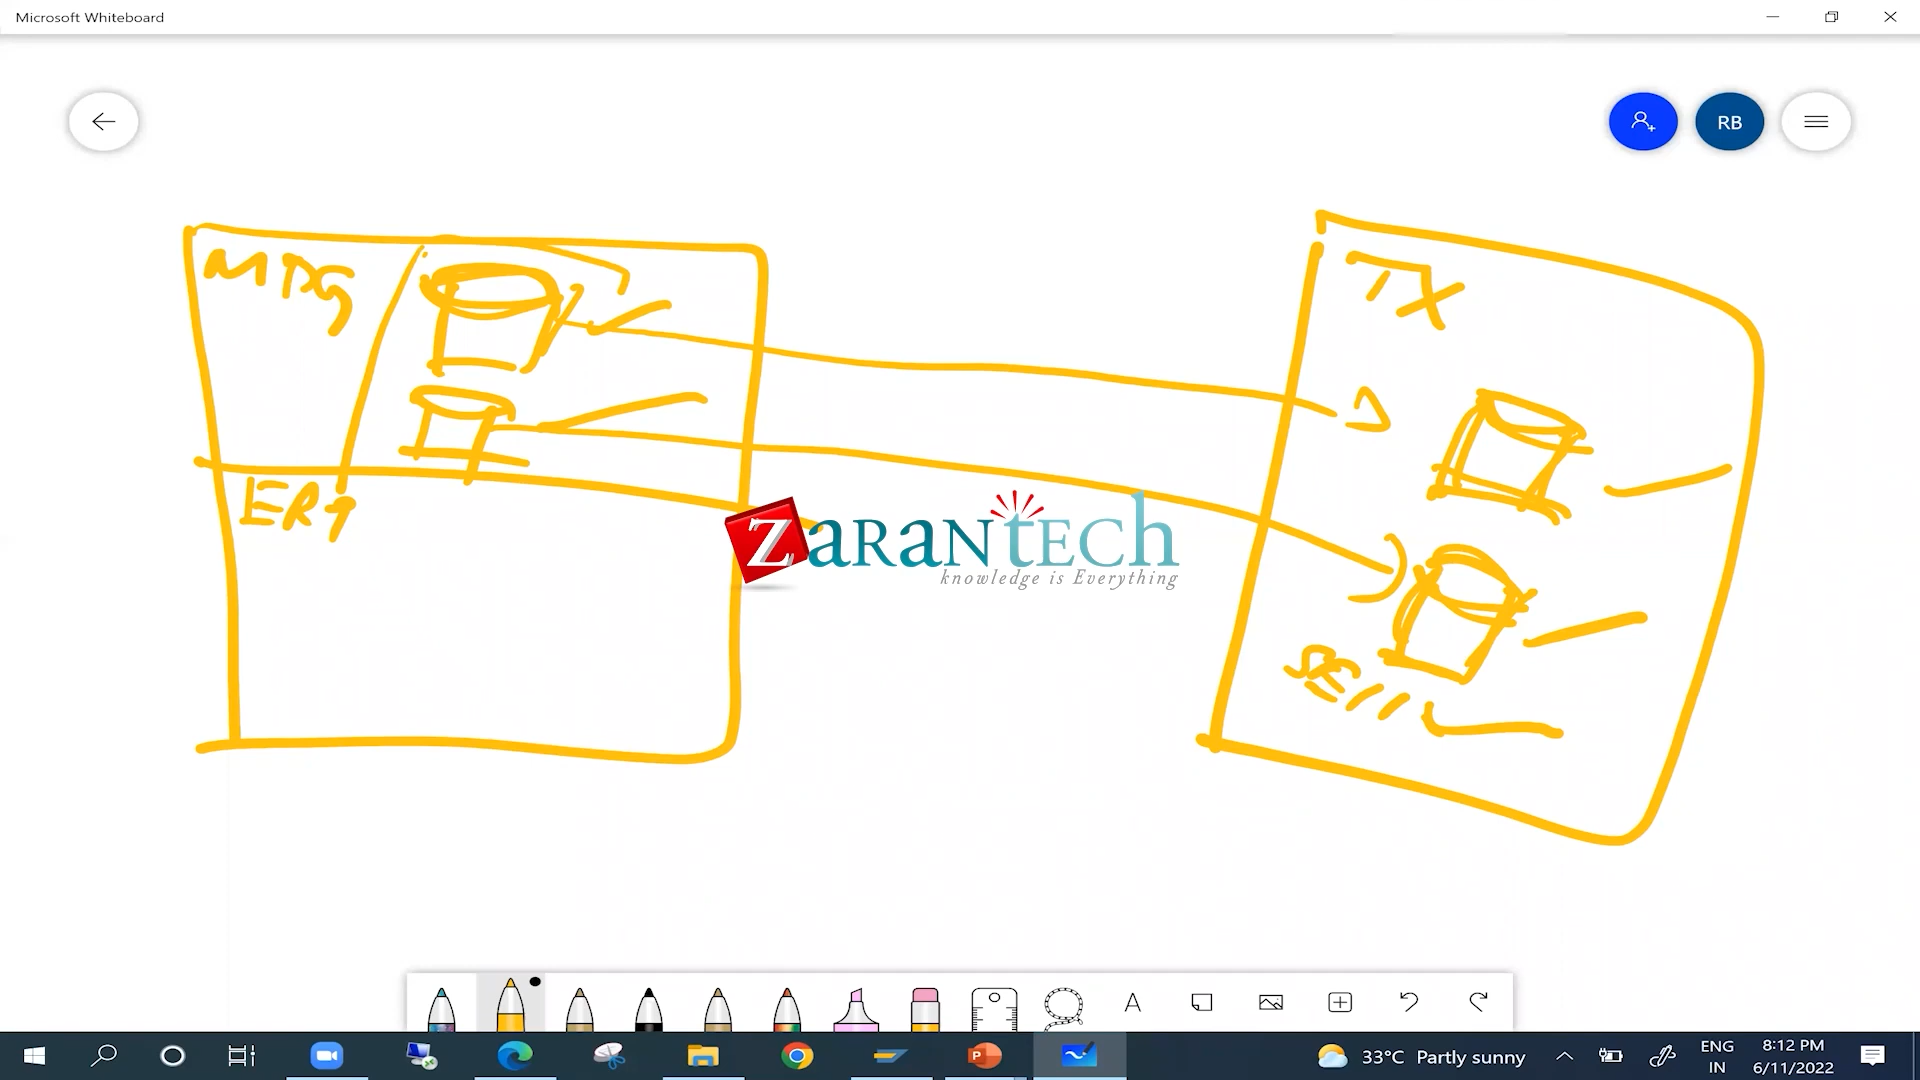 Microsoft Whiteboard
RB
MDG
TX
ERP
SE11
ZaranTech
knowledge is Everything
A
33°C Partly sunny
ENG
IN
8:12 PM
6/11/2022